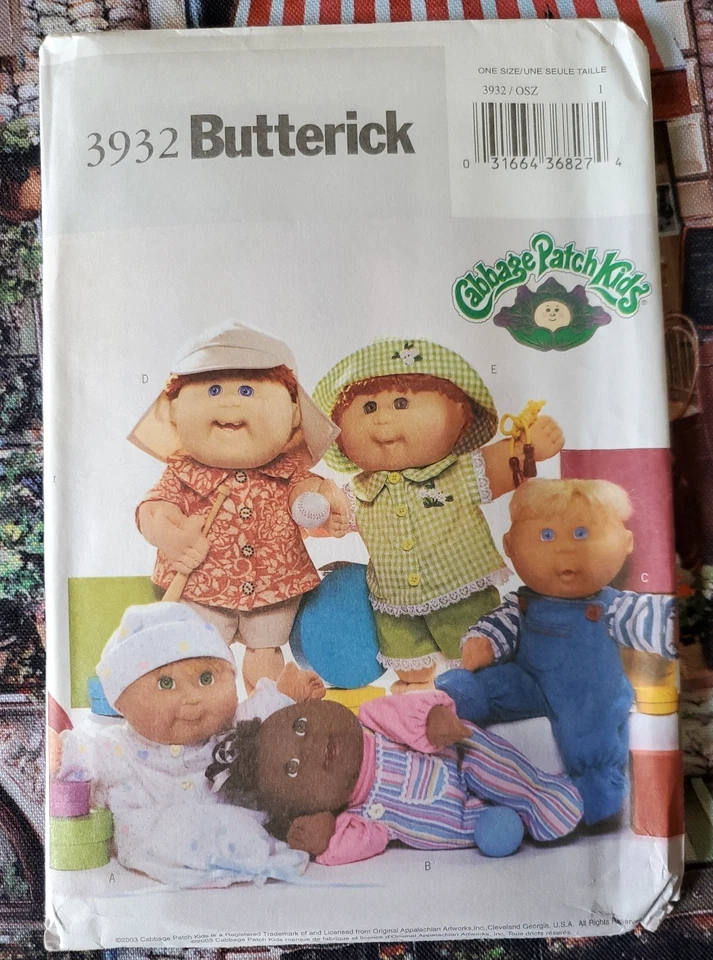 ONE SIZE/UNE SEULE TAILLE
3932 / OSZ 1
3932 Butterick
0 31664 36827 4
Cabbage Patch Kids®
D
E
C
A
B
©2003 Cabbage Patch Kids is a Registered Trademark of and Licensed from Original Appalachian Artworks, Inc., Cleveland Georgia, U.S.A. All Rights Reserved
©2003 Cabbage Patch Kids marque de fabrique et licence d'Original Appalachian Artworks, Inc. Tous droits réservés.